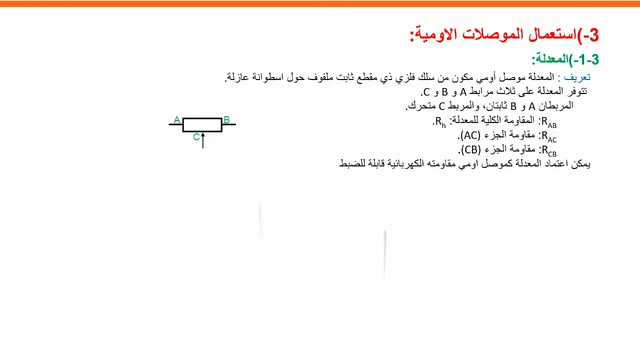 3-)استعمال الموصلات الاومية:
1-3-)المعدلة:
تعريف : المعدلة موصل أومي مكون من سلك فلزي ذي مقطع ثابت ملفوف حول اسطوانة عازلة.
تتوفر المعدلة على ثلاث مرابط A و B و C.
المربطان A و B ثابتان، والمربط C متحرك.
RAB: المقاومة الكلية للمعدلة: Rh.
RAC: مقاومة الجزء (AC).
RCB: مقاومة الجزء (CB).
يمكن اعتماد المعدلة كموصل اومي مقاومته الكهربائية قابلة للضبط
A B
C